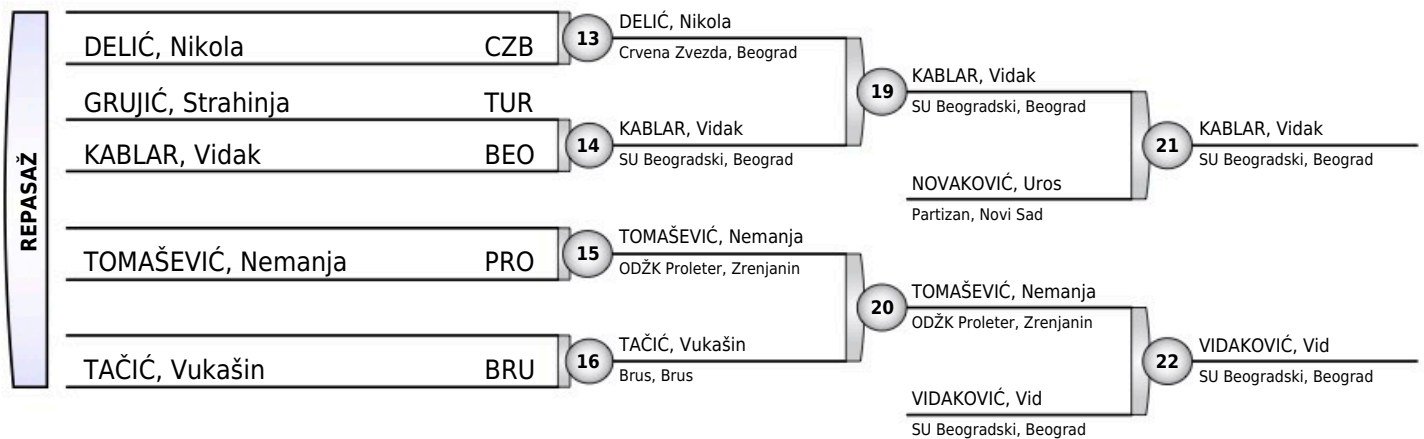 REPASAŽ
DELIĆ, Nikola CZB
GRUJIĆ, Strahinja TUR
KABLAR, Vidak BEO
TOMAŠEVIĆ, Nemanja PRO
TAČIĆ, Vukašin BRU
13
DELIĆ, Nikola
Crvena Zvezda, Beograd
14
KABLAR, Vidak
SU Beogradski, Beograd
15
TOMAŠEVIĆ, Nemanja
ODŽK Proleter, Zrenjanin
16
TAČIĆ, Vukašin
Brus, Brus
19
KABLAR, Vidak
SU Beogradski, Beograd
NOVAKOVIĆ, Uros
Partizan, Novi Sad
20
TOMAŠEVIĆ, Nemanja
ODŽK Proleter, Zrenjanin
VIDAKOVIĆ, Vid
SU Beogradski, Beograd
21
KABLAR, Vidak
SU Beogradski, Beograd
22
VIDAKOVIĆ, Vid
SU Beogradski, Beograd